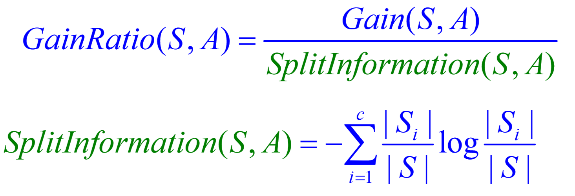 GainRatio(S, A) = Gain(S, A) / SplitInformation(S, A)
SplitInformation(S, A) = −∑_{i=1}^{c} |S_i| / |S| log |S_i| / |S|